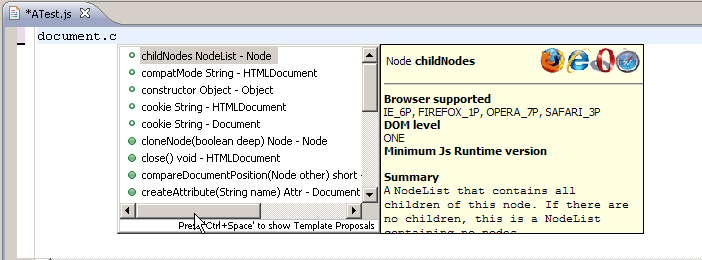 *ATest.js
document.c
childNodes NodeList - Node
compatMode String - HTMLDocument
constructor Object - Object
cookie String - HTMLDocument
cookie String - Document
cloneNode(boolean deep) Node - Node
close() void - HTMLDocument
compareDocumentPosition(Node other) short -
createAttribute(String name) Attr - Document
Press 'Ctrl+Space' to show Template Proposals
Node childNodes
Browser supported
IE_6P, FIREFOX_1P, OPERA_7P, SAFARI_3P
DOM level
ONE
Minimum Js Runtime version
Summary
A NodeList that contains all
children of this node. If there are
no children, this is a NodeList
containing no nodes.